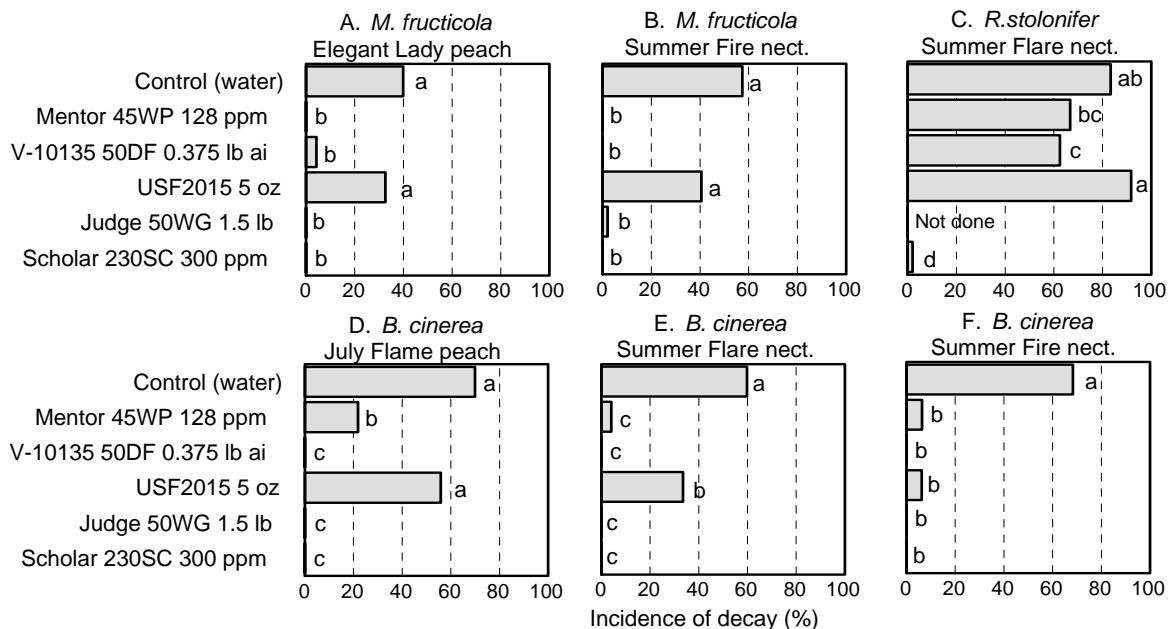 A. M. fructicola
Elegant Lady peach
B. M. fructicola
Summer Fire nect.
C. R.stolonifer
Summer Flare nect.
Control (water)
Mentor 45WP 128 ppm
V-10135 50DF 0.375 lb ai
USF2015 5 oz
Judge 50WG 1.5 lb
Scholar 230SC 300 ppm
a
b
b
a
b
b
a
b
b
a
b
b
ab
bc
c
a
Not done
d
0 20 40 60 80 100
0 20 40 60 80 100
0 20 40 60 80 100
D. B. cinerea
July Flame peach
E. B. cinerea
Summer Flare nect.
F. B. cinerea
Summer Fire nect.
Control (water)
Mentor 45WP 128 ppm
V-10135 50DF 0.375 lb ai
USF2015 5 oz
Judge 50WG 1.5 lb
Scholar 230SC 300 ppm
a
b
c
a
c
c
a
c
c
b
c
c
a
b
b
b
b
b
0 20 40 60 80 100
0 20 40 60 80 100
0 20 40 60 80 100
Incidence of decay (%)